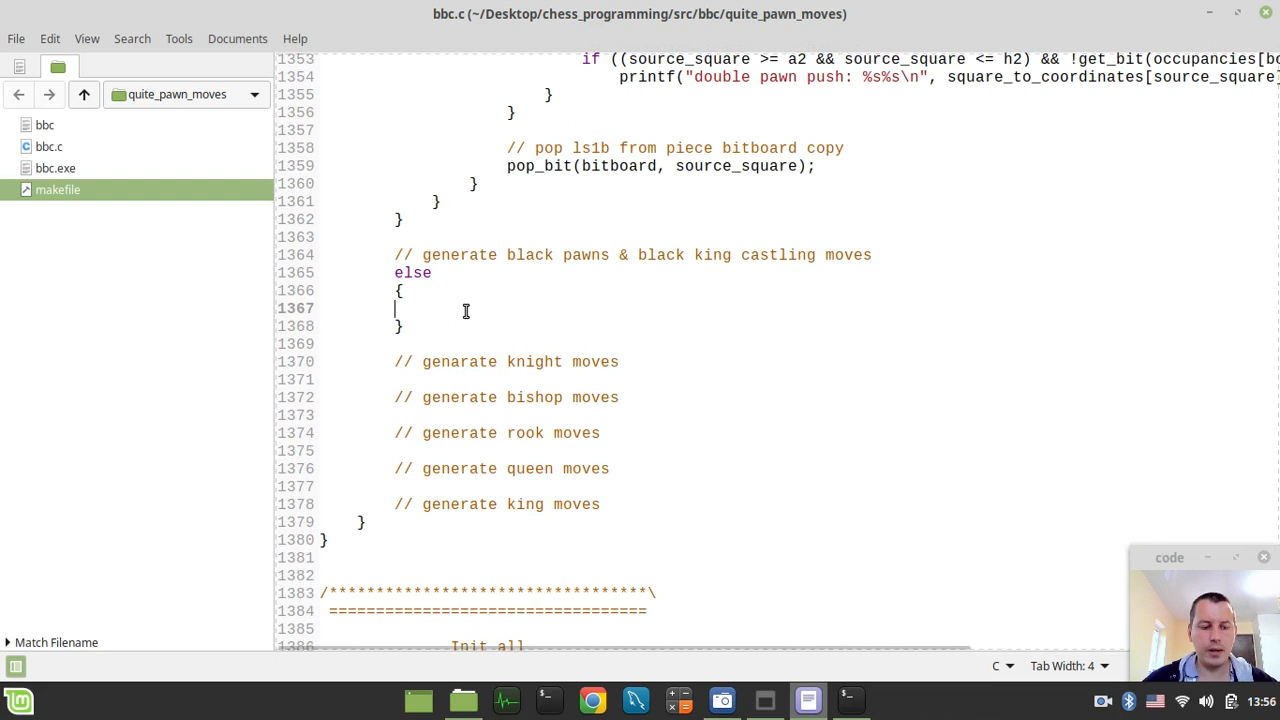 bbc.c (~/Desktop/chess_programming/src/bbc/quite_pawn_moves)
File Edit View Search Tools Documents Help
quite_pawn_moves
bbc
bbc.c
bbc.exe
makefile
1353 if ((source_square >= a2 && source_square <= h2) && !get_bit(occupancies[bo
1354 printf("double pawn push: %s%s\n", square_to_coordinates[source_square]
1355 }
1356 }
1357
1358 // pop ls1b from piece bitboard copy
1359 pop_bit(bitboard, source_square);
1360 }
1361 }
1362 }
1363
1364 // generate black pawns & black king castling moves
1365 else
1366 {
1367
1368 }
1369
1370 // genarate knight moves
1371
1372 // generate bishop moves
1373
1374 // generate rook moves
1375
1376 // generate queen moves
1377
1378 // generate king moves
1379 }
1380 }
1381
1382
1383 /**********************************\
1384 ==================================
1385
1386 Init all
code
Match Filename
C Tab Width: 4
13:56